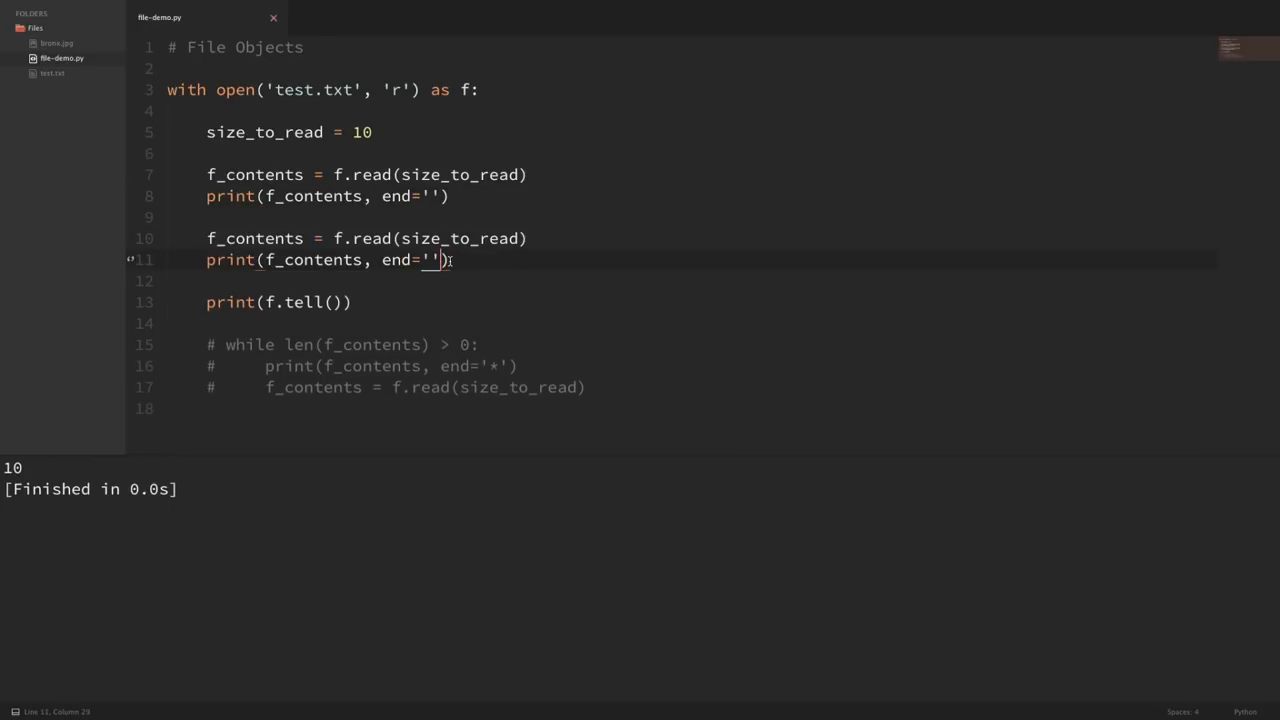 FOLDERS
Files
bronx.jpg
file-demo.py
test.txt
file-demo.py ×
1 # File Objects
2
3 with open('test.txt', 'r') as f:
4
5 size_to_read = 10
6
7 f_contents = f.read(size_to_read)
8 print(f_contents, end='')
9
10 f_contents = f.read(size_to_read)
11 print(f_contents, end='')
12
13 print(f.tell())
14
15 # while len(f_contents) > 0:
16 #     print(f_contents, end='*')
17 #     f_contents = f.read(size_to_read)
18
10
[Finished in 0.0s]
Line 11, Column 29
Spaces: 4
Python